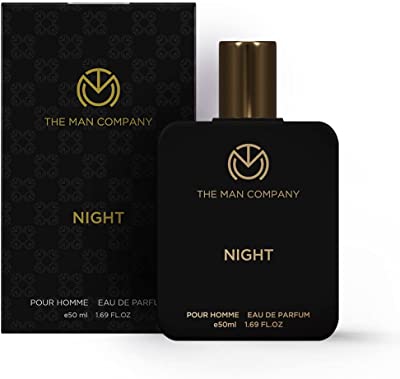 THE MAN COMPANY
NIGHT
POUR HOMME EAU DE PARFU
e50 ml 1.69 FL.OZ
THE MAN COMPANY
NIGHT
POUR HOMME EAU DE PARFUM
e50ml 1.69 FL.OZ